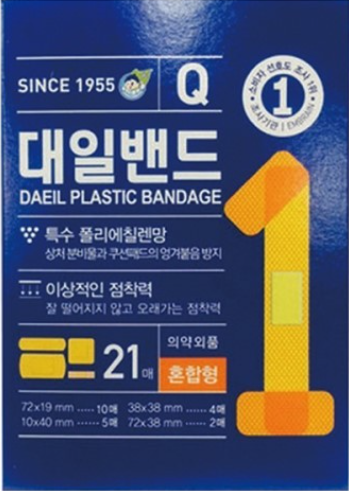 SINCE 1955
Q
소비자 선호도 조사 1위
1
조사기관 | EMBRAIN
대일밴드
DAEIL PLASTIC BANDAGE
특수 폴리에칠렌망
상처 분비물과 쿠션패드의 엉겨붙음 방지
이상적인 점착력
잘 떨어지지 않고 오래가는 점착력
21매
의약외품
혼합형
72x19 mm ····· 10매 38x38 mm ····· 4매
10x40 mm ····· 5매 72x38 mm ····· 2매